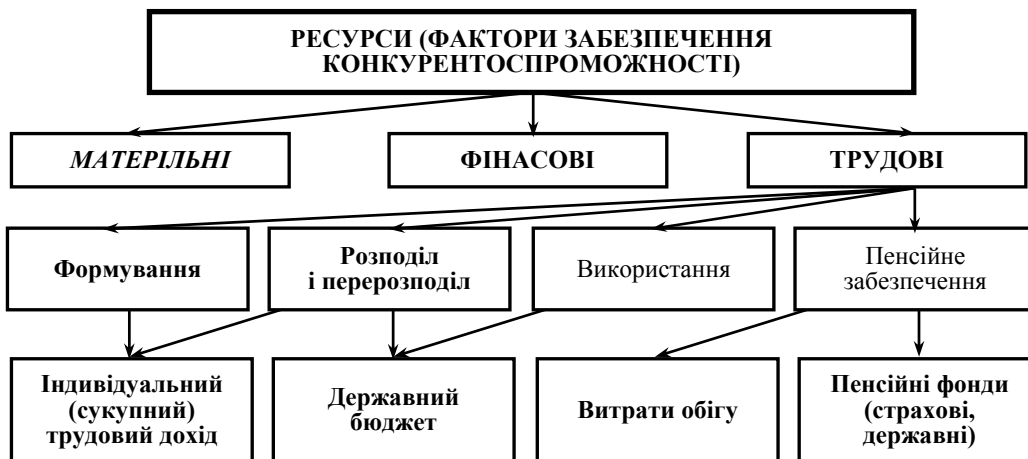 РЕСУРСИ (ФАКТОРИ ЗАБЕЗПЕЧЕННЯ
КОНКУРЕНТОСПРОМОЖНОСТІ)
МАТЕРІЛЬНІ
ФІНАСОВІ
ТРУДОВІ
Формування
Розподіл
і перерозподіл
Використання
Пенсійне
забезпечення
Індивідуальний
(сукупний)
трудовий дохід
Державний
бюджет
Витрати обігу
Пенсійні фонди
(страхові,
державні)